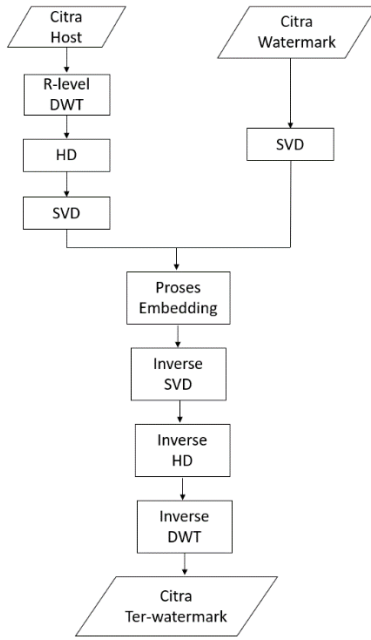 Citra
Host
Citra
Watermark
R-level
DWT
HD
SVD
SVD
Proses
Embedding
Inverse
SVD
Inverse
HD
Inverse
DWT
Citra
Ter-watermark